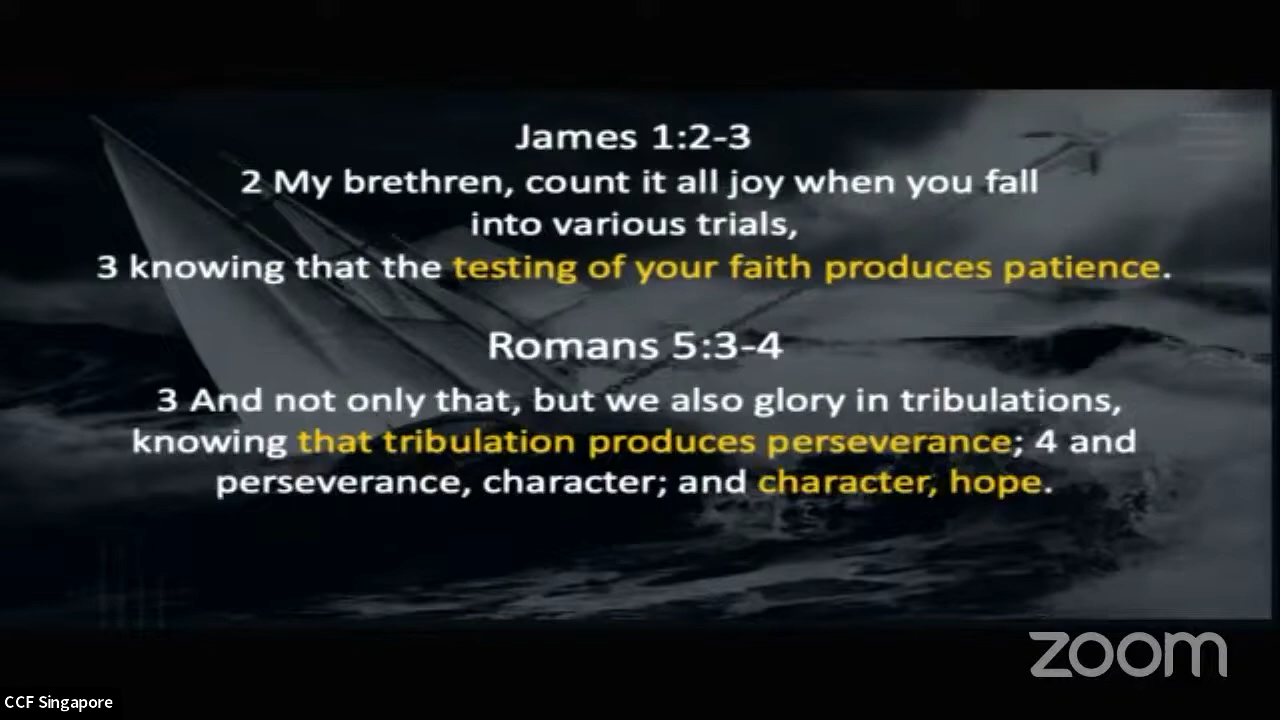 James 1:2-3
2 My brethren, count it all joy when you fall
into various trials,
3 knowing that the testing of your faith produces patience.
Romans 5:3-4
3 And not only that, but we also glory in tribulations,
knowing that tribulation produces perseverance; 4 and
perseverance, character; and character, hope.
zoom
CCF Singapore